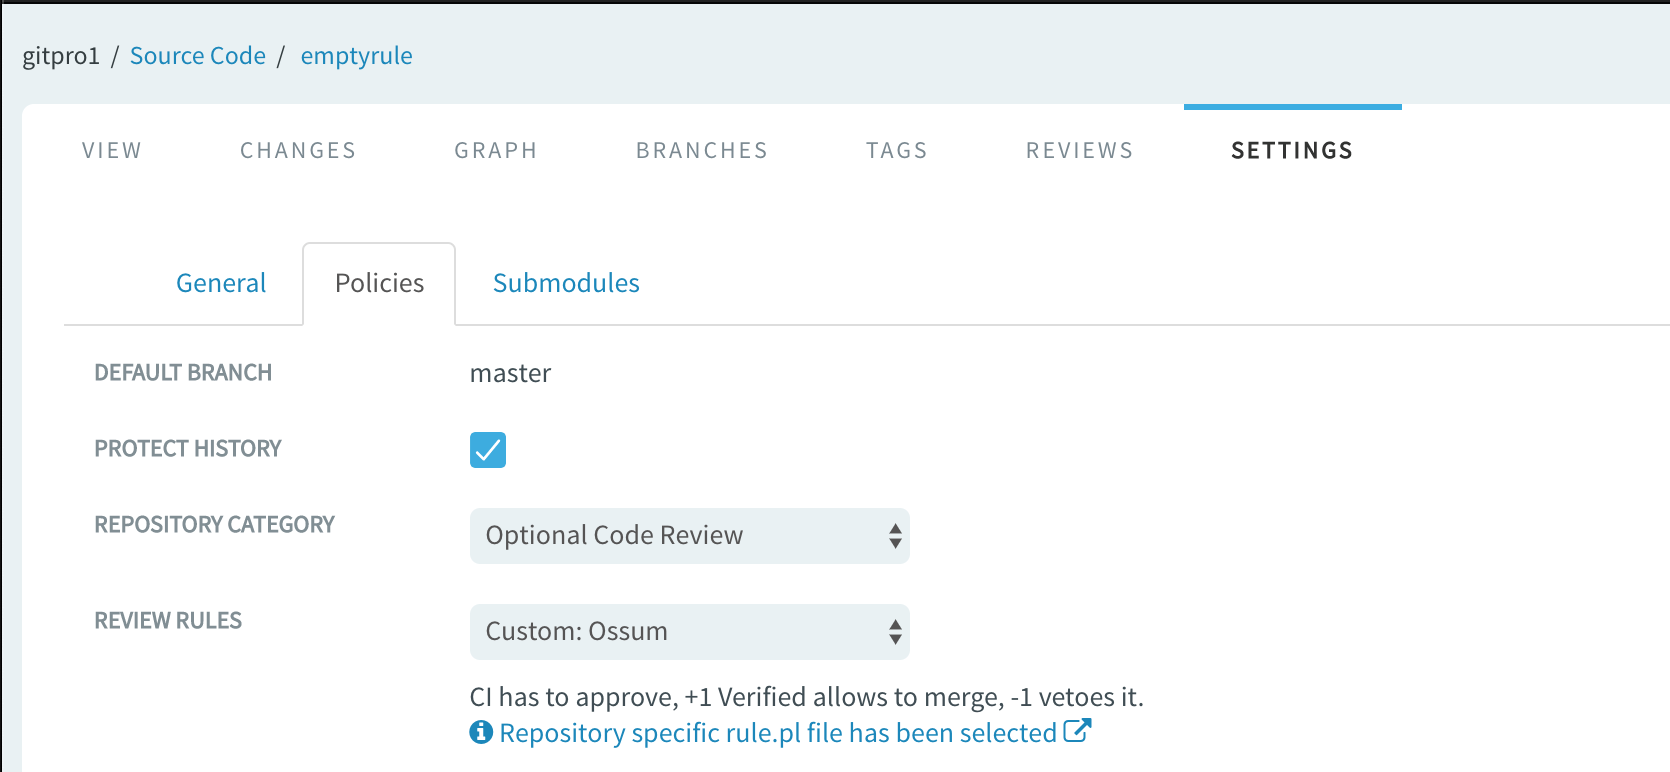 gitpro1 / Source Code / emptyrule
VIEW CHANGES GRAPH BRANCHES TAGS REVIEWS SETTINGS
General Policies Submodules
DEFAULT BRANCH master
PROTECT HISTORY
REPOSITORY CATEGORY Optional Code Review
REVIEW RULES Custom: Ossum
CI has to approve, +1 Verified allows to merge, -1 vetoes it.
Repository specific rule.pl file has been selected